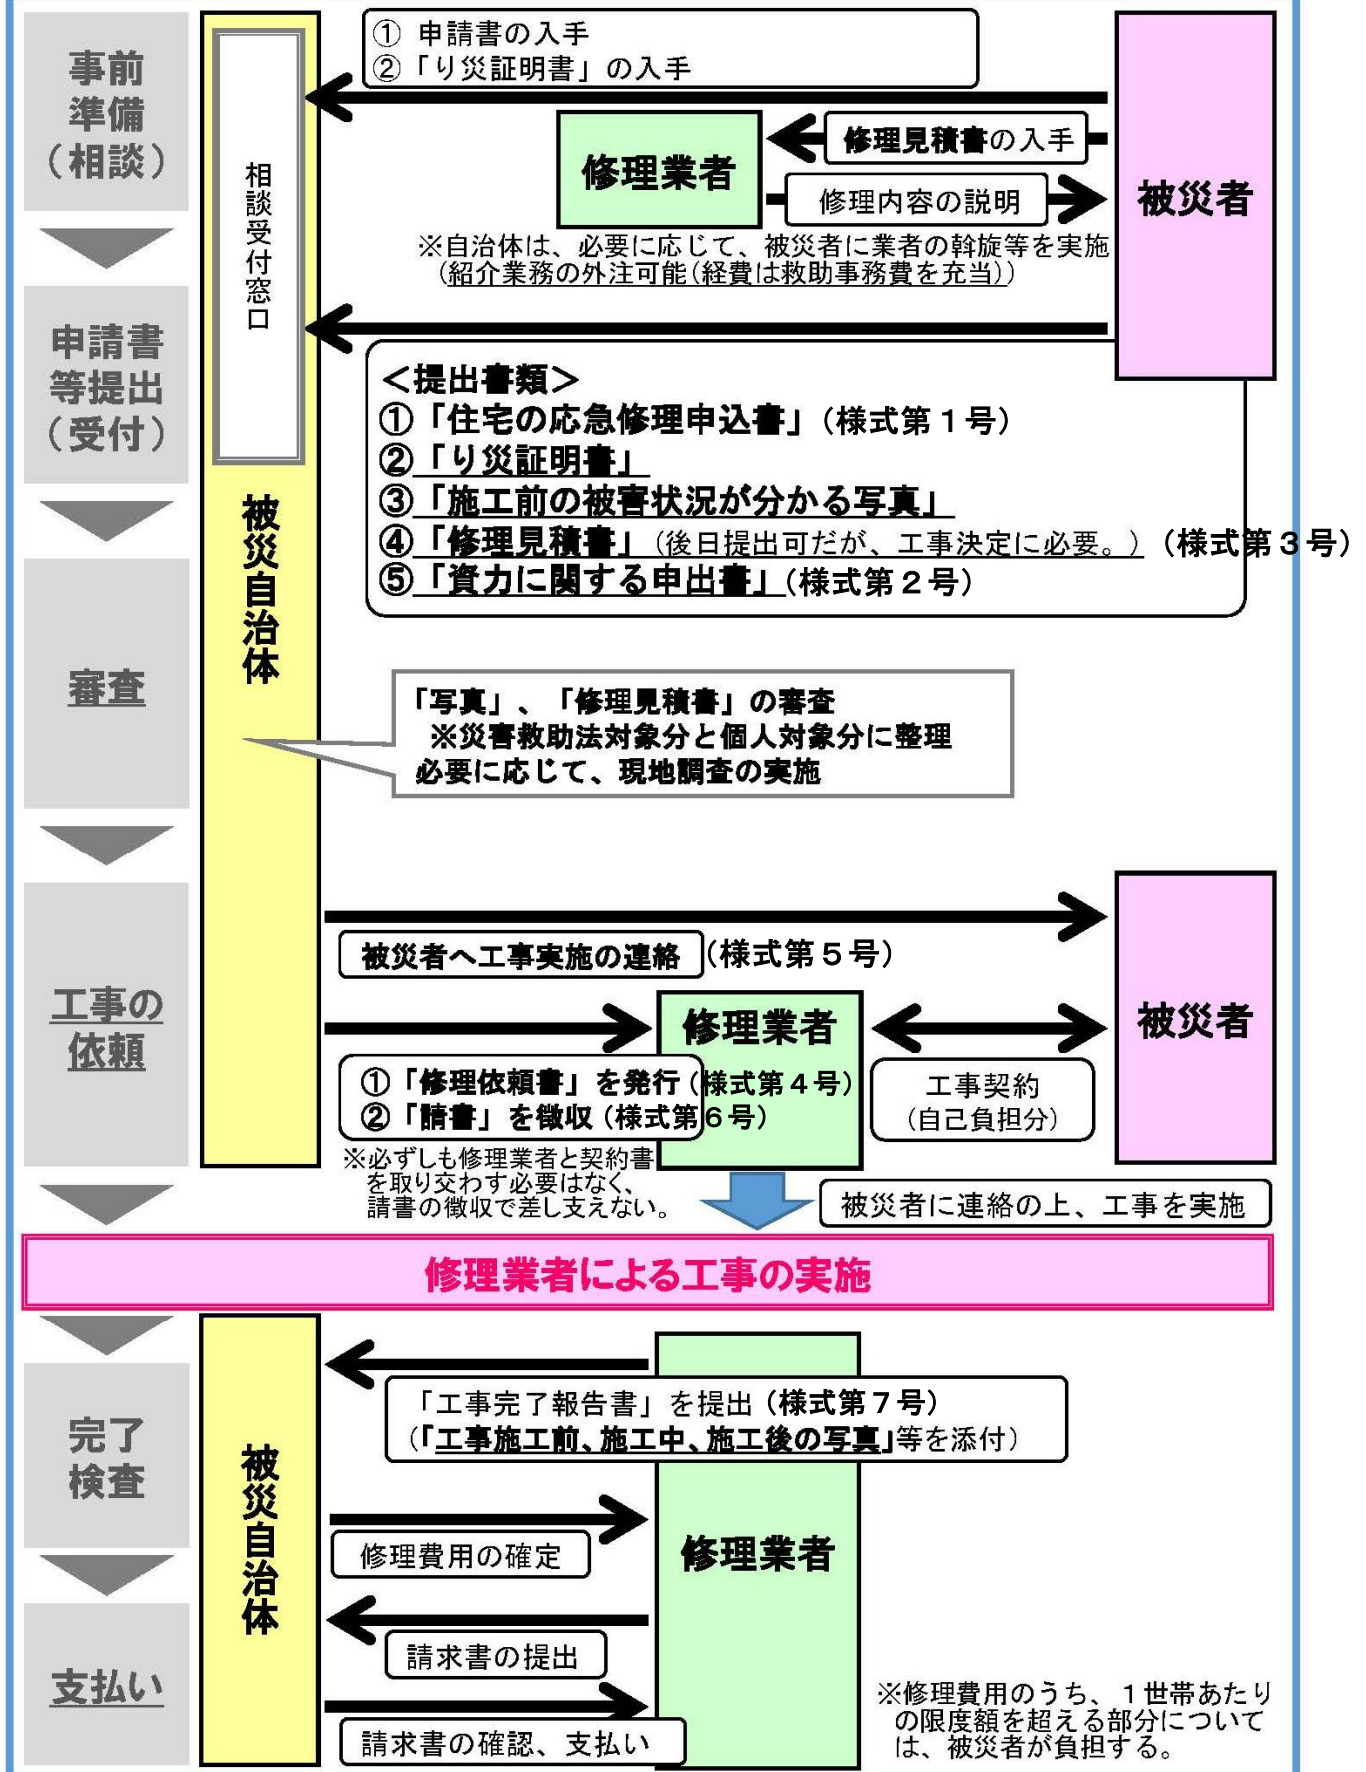 事前
準備
（相談）
申請書
等提出
（受付）
審査
工事の
依頼
完了
検査
支払い
相談受付窓口
被災自治体
① 申請書の入手
②「り災証明書」の入手
修理業者
修理見積書の入手
修理内容の説明
被災者
※自治体は、必要に応じて、被災者に業者の斡旋等を実施
（紹介業務の外注可能（経費は救助事務費を充当））
＜提出書類＞
①「住宅の応急修理申込書」（様式第１号）
②「り災証明書」
③「施工前の被害状況が分かる写真」
④「修理見積書」（後日提出可だが、工事決定に必要。）（様式第３号）
⑤「資力に関する申出書」（様式第２号）
「写真」、「修理見積書」の審査
※災害救助法対象分と個人対象分に整理
必要に応じて、現地調査の実施
被災者へ工事実施の連絡（様式第５号）
修理業者
被災者
①「修理依頼書」を発行（様式第４号）
②「請書」を徴収（様式第６号）
工事契約
（自己負担分）
※必ずしも修理業者と契約書
を取り交わす必要はなく、
請書の徴収で差し支えない。
被災者に連絡の上、工事を実施
修理業者による工事の実施
被災自治体
「工事完了報告書」を提出（様式第７号）
（「工事施工前、施工中、施工後の写真」等を添付）
修理費用の確定
修理業者
請求書の提出
請求書の確認、支払い
※修理費用のうち、１世帯あたり
の限度額を超える部分について
は、被災者が負担する。